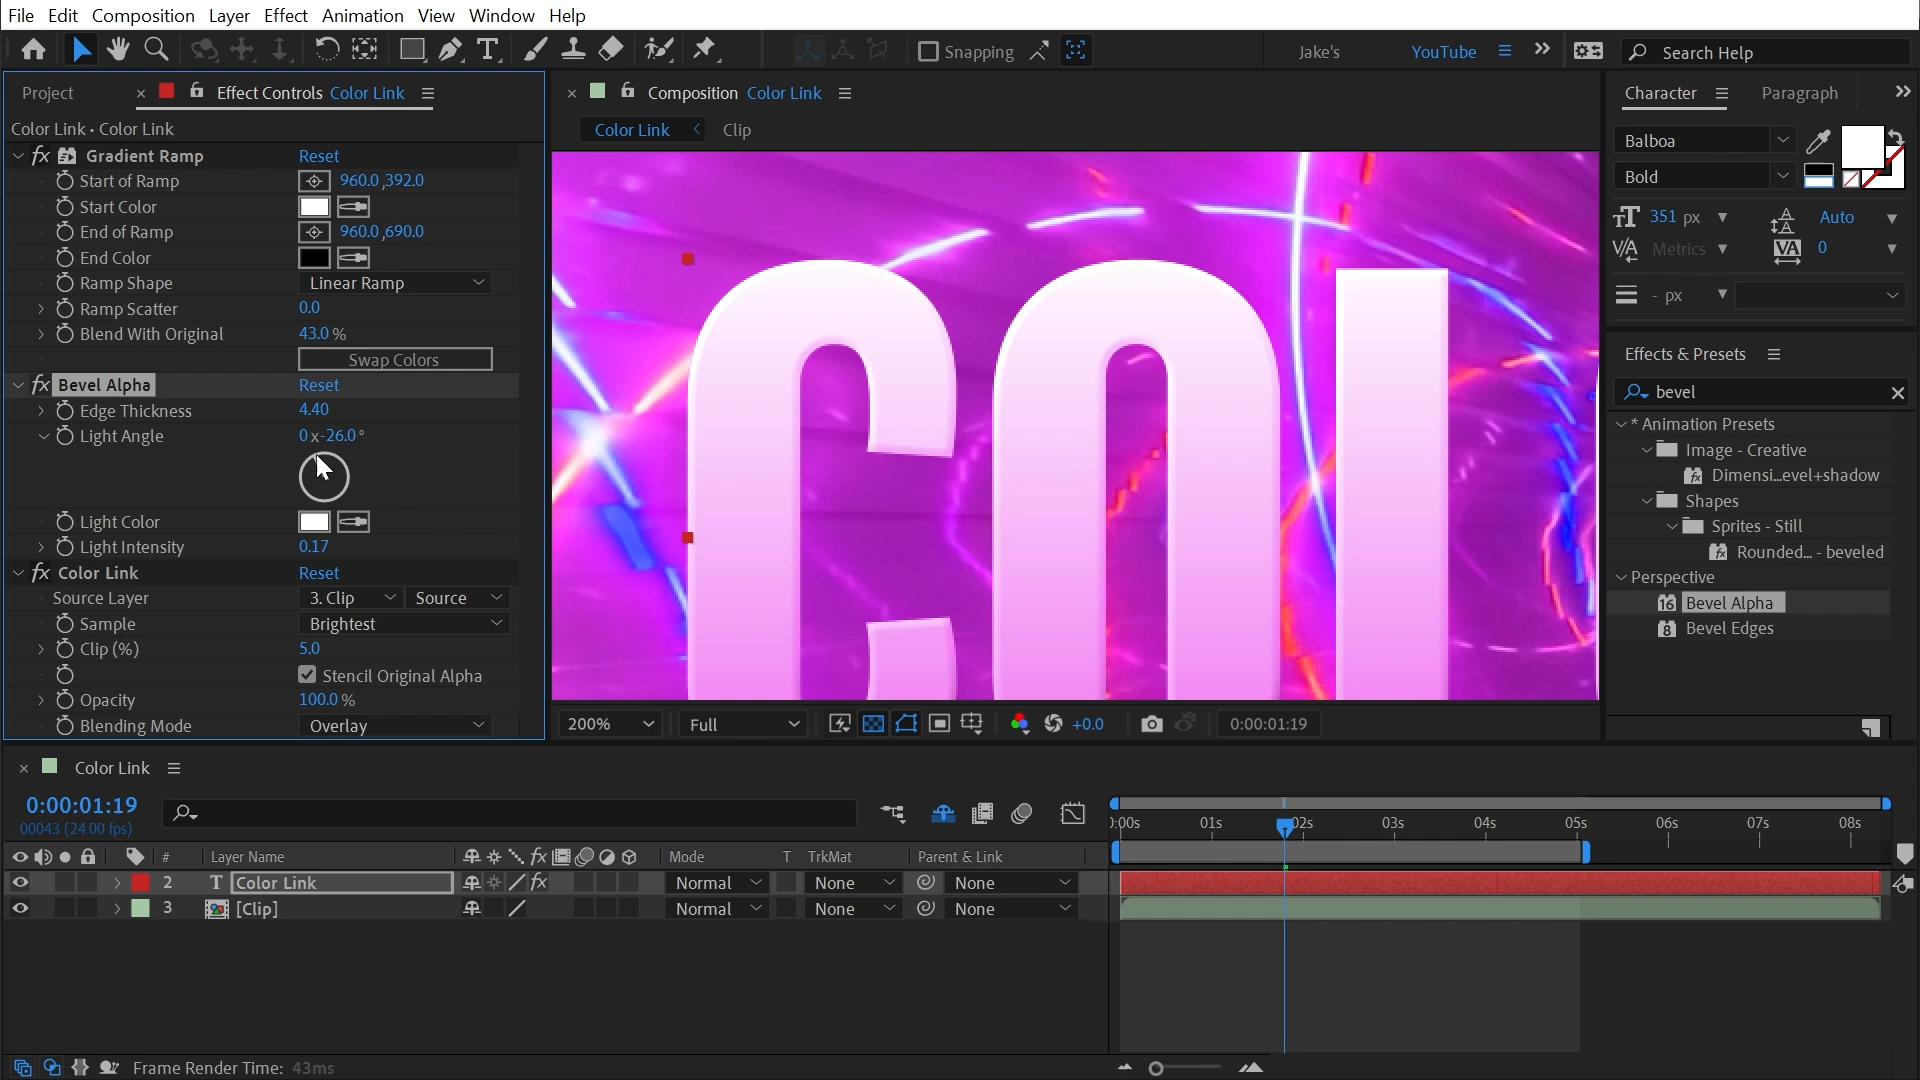 File Edit Composition Layer Effect Animation View Window Help
Snapping Jake's YouTube Search Help
Project Effect Controls Color Link
Color Link • Color Link
fx Gradient Ramp Reset
Start of Ramp 960.0 ,392.0
Start Color
End of Ramp 960.0 ,690.0
End Color
Ramp Shape Linear Ramp
Ramp Scatter 0.0
Blend With Original 43.0 %
Swap Colors
fx Bevel Alpha Reset
Edge Thickness 4.40
Light Angle 0 x-26.0 °
Light Color
Light Intensity 0.17
fx Color Link Reset
Source Layer 3. Clip Source
Sample Brightest
Clip (%) 5.0
Stencil Original Alpha
Opacity 100.0 %
Blending Mode Overlay
Composition Color Link
Color Link Clip
COL
200% Full +0.0 0:00:01:19
Character Paragraph
Balboa
Bold
351 px Auto
Metrics 0
- px
Effects & Presets
bevel
* Animation Presets
Image - Creative
Dimensi...evel+shadow
Shapes
Sprites - Still
Rounded... - beveled
Perspective
16 Bevel Alpha
8 Bevel Edges
Color Link
0:00:01:19
00043 (24.00 fps)
# Layer Name fx Mode T TrkMat Parent & Link
2 T Color Link fx Normal None None
3 [Clip] Normal None None
):00s 01s 02s 03s 04s 05s 06s 07s 08s
Frame Render Time: 43ms